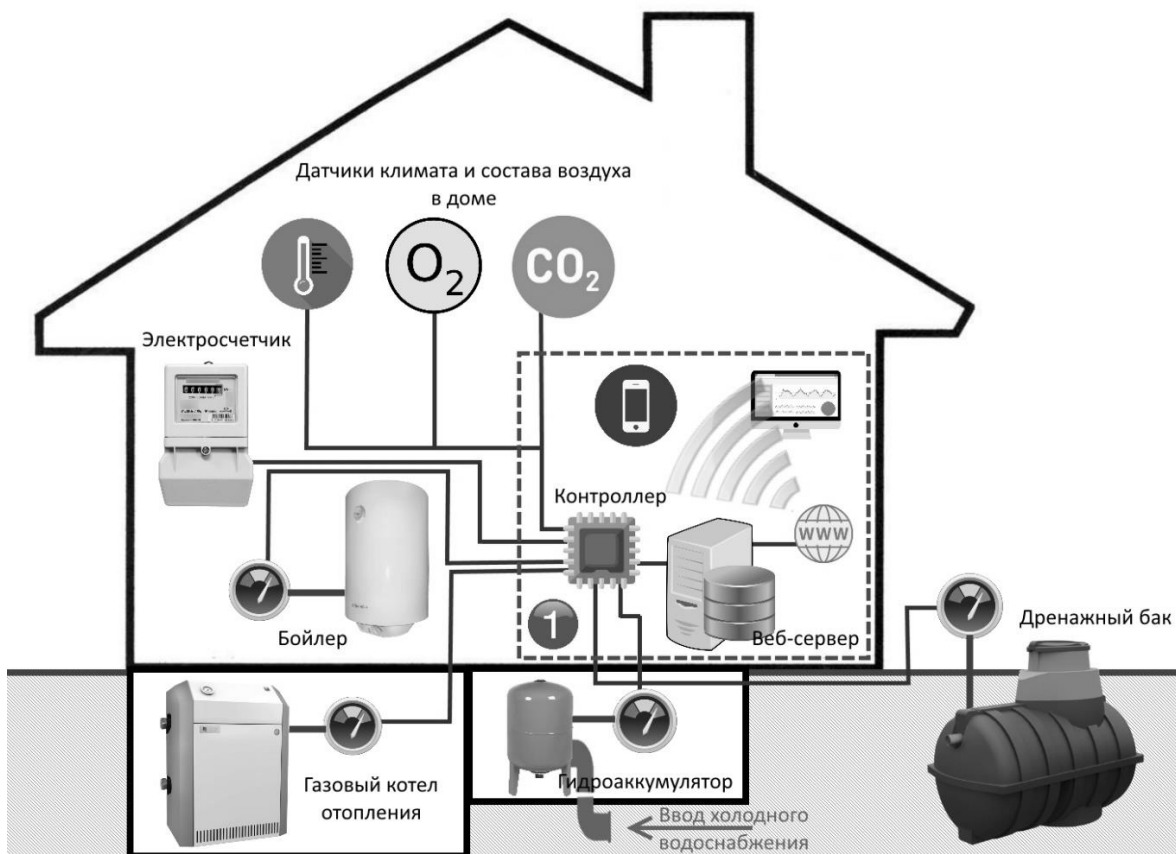 Датчики климата и состава воздуха
в доме
O₂
CO₂
Электросчетчик
Контроллер
www
1
Бойлер
Веб-сервер
Дренажный бак
Газовый котел
отопления
Гидроаккумулятор
Ввод холодного
водоснабжения